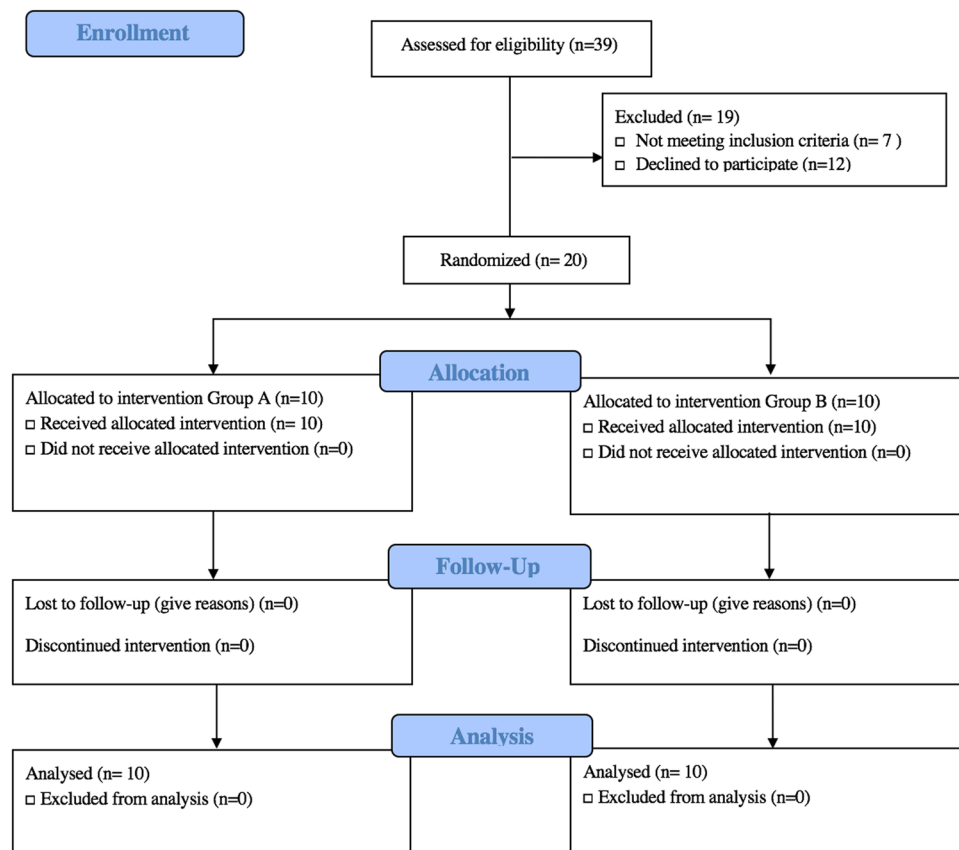 Enrollment
Assessed for eligibility (n=39)
Excluded (n= 19)
□ Not meeting inclusion criteria (n= 7 )
□ Declined to participate (n=12)
Randomized (n= 20)
Allocation
Allocated to intervention Group A (n=10)
□ Received allocated intervention (n= 10)
□ Did not receive allocated intervention (n=0)
Allocated to intervention Group B (n=10)
□ Received allocated intervention (n=10)
□ Did not receive allocated intervention (n=0)
Follow-Up
Lost to follow-up (give reasons) (n=0)
Discontinued intervention (n=0)
Lost to follow-up (give reasons) (n=0)
Discontinued intervention (n=0)
Analysis
Analysed (n= 10)
□ Excluded from analysis (n=0)
Analysed (n= 10)
□ Excluded from analysis (n=0)